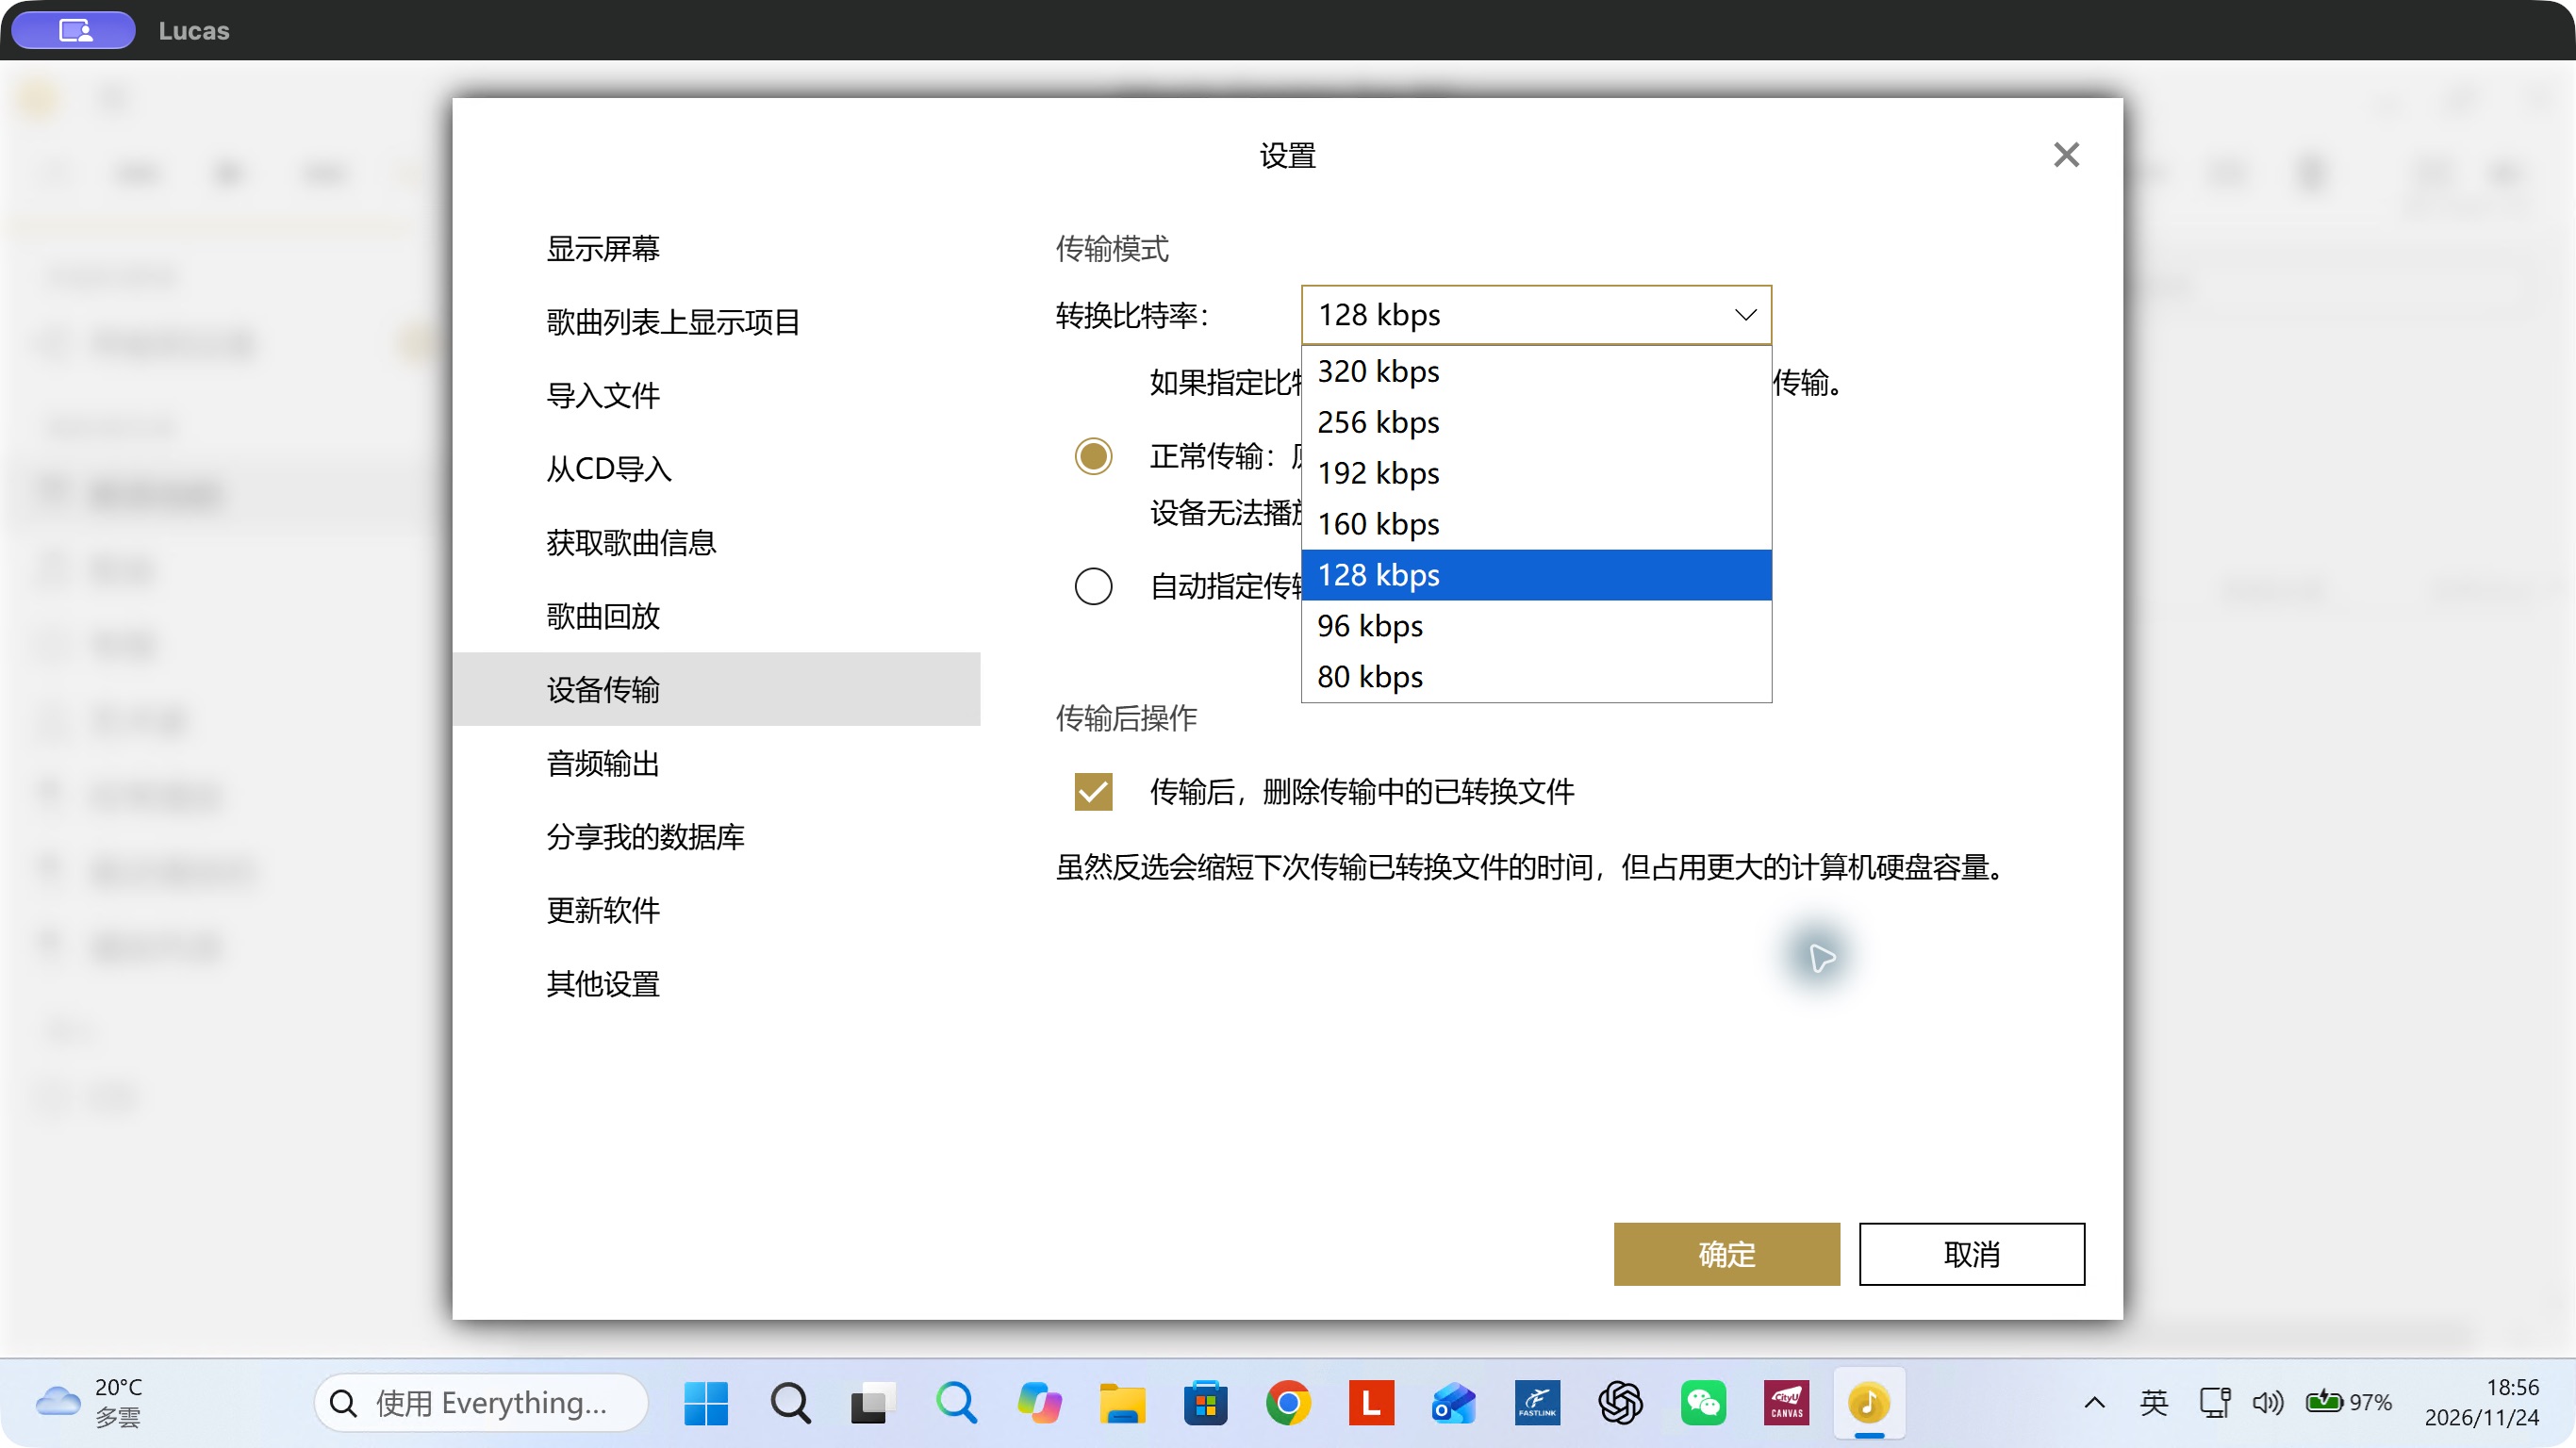 Lucas
设置
显示屏幕
歌曲列表上显示项目
导入文件
从CD导入
获取歌曲信息
歌曲回放
设备传输
音频输出
分享我的数据库
更新软件
其他设置
传输模式
转换比特率：
128 kbps
320 kbps
256 kbps
192 kbps
160 kbps
128 kbps
96 kbps
80 kbps
如果指定比 传输。
正常传输：
设备无法播
自动指定传
传输后操作
传输后，删除传输中的已转换文件
虽然反选会缩短下次传输已转换文件的时间，但占用更大的计算机硬盘容量。
确定
取消
20°C
多雲
使用 Everything...
L
FASTLINK
CityU
CANVAS
英
97%
18:56
2026/11/24